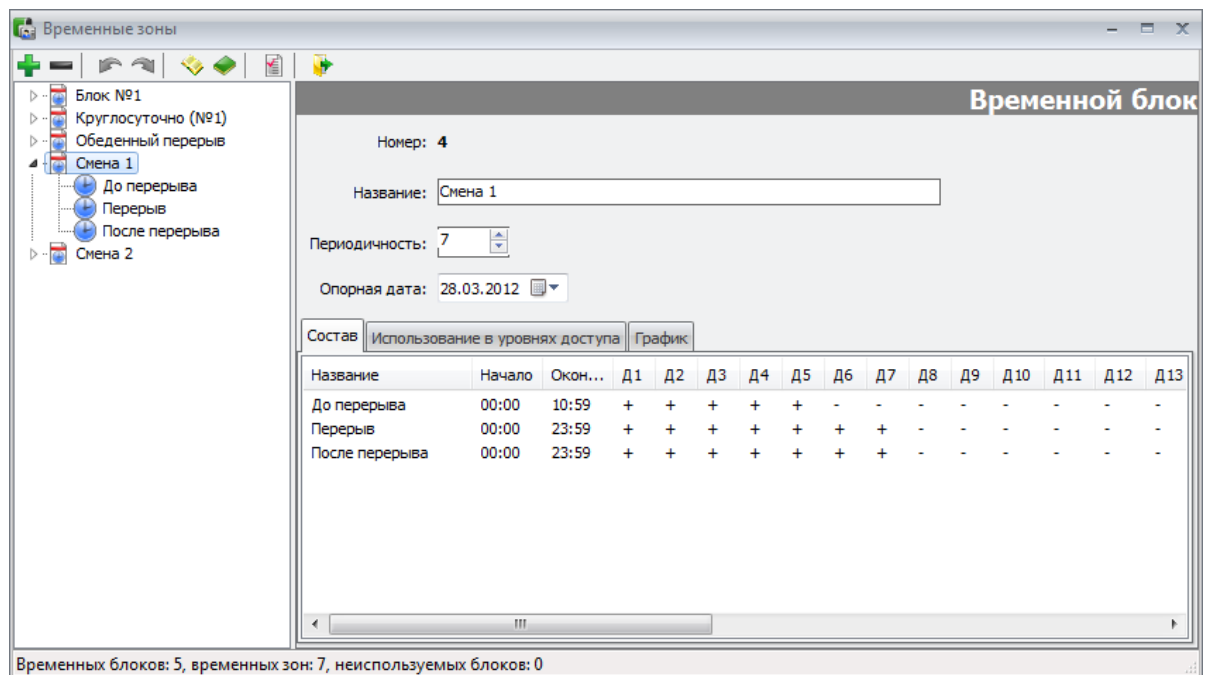 Временные зоны
Блок №1
Круглосуточно (№1)
Обеденный перерыв
Смена 1
До перерыва
Перерыв
После перерыва
Смена 2
Временной блок
Номер: 4
Название: Смена 1
Периодичность: 7
Опорная дата: 28.03.2012
Состав Использование в уровнях доступа График
Название Начало Окон... Д1 Д2 Д3 Д4 Д5 Д6 Д7 Д8 Д9 Д10 Д11 Д12 Д13
До перерыва 00:00 10:59 + + + + + - - - - - - - -
Перерыв 00:00 23:59 + + + + + + + - - - - - -
После перерыва 00:00 23:59 + + + + + + + - - - - - -
Временных блоков: 5, временных зон: 7, неиспользуемых блоков: 0